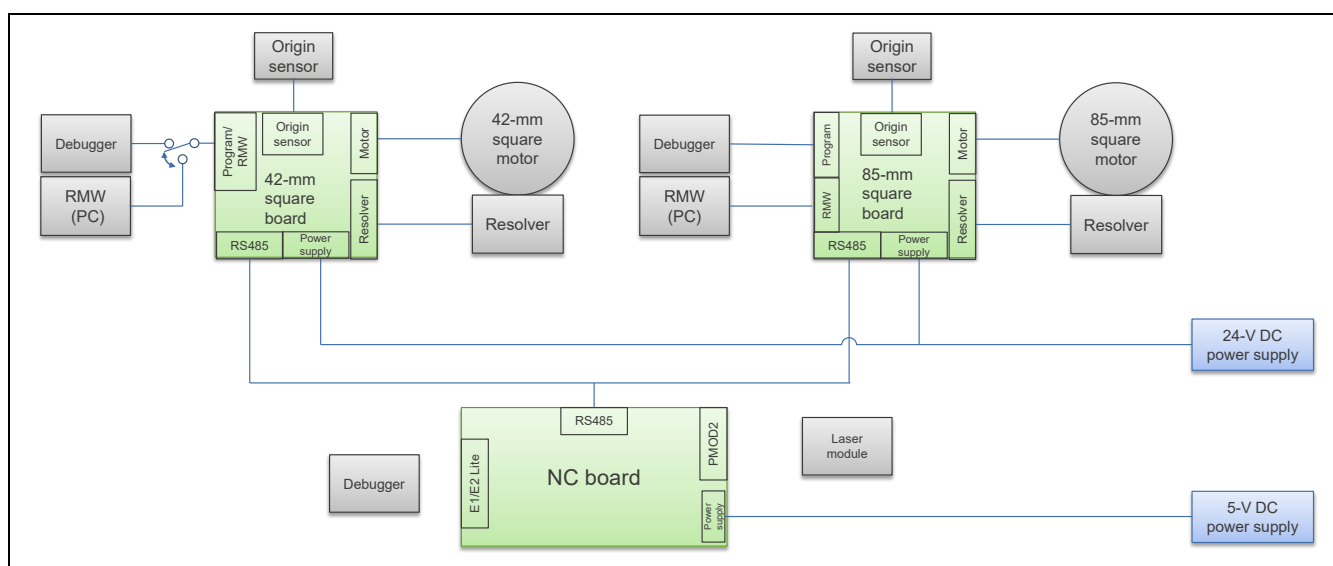 Origin
sensor
Origin
sensor
Debugger
RMW
(PC)
Program/
RMW
Origin
sensor
Motor
42-mm
square
board
Resolver
RS485
Power
supply
42-mm
square
motor
Resolver
Debugger
RMW
(PC)
Program
RMW
Origin
sensor
Motor
85-mm
square
board
Resolver
RS485
Power
supply
85-mm
square
motor
Resolver
24-V DC
power supply
RS485
PMOD2
E1/E2 Lite
NC board
Power
supply
Debugger
Laser
module
5-V DC
power supply